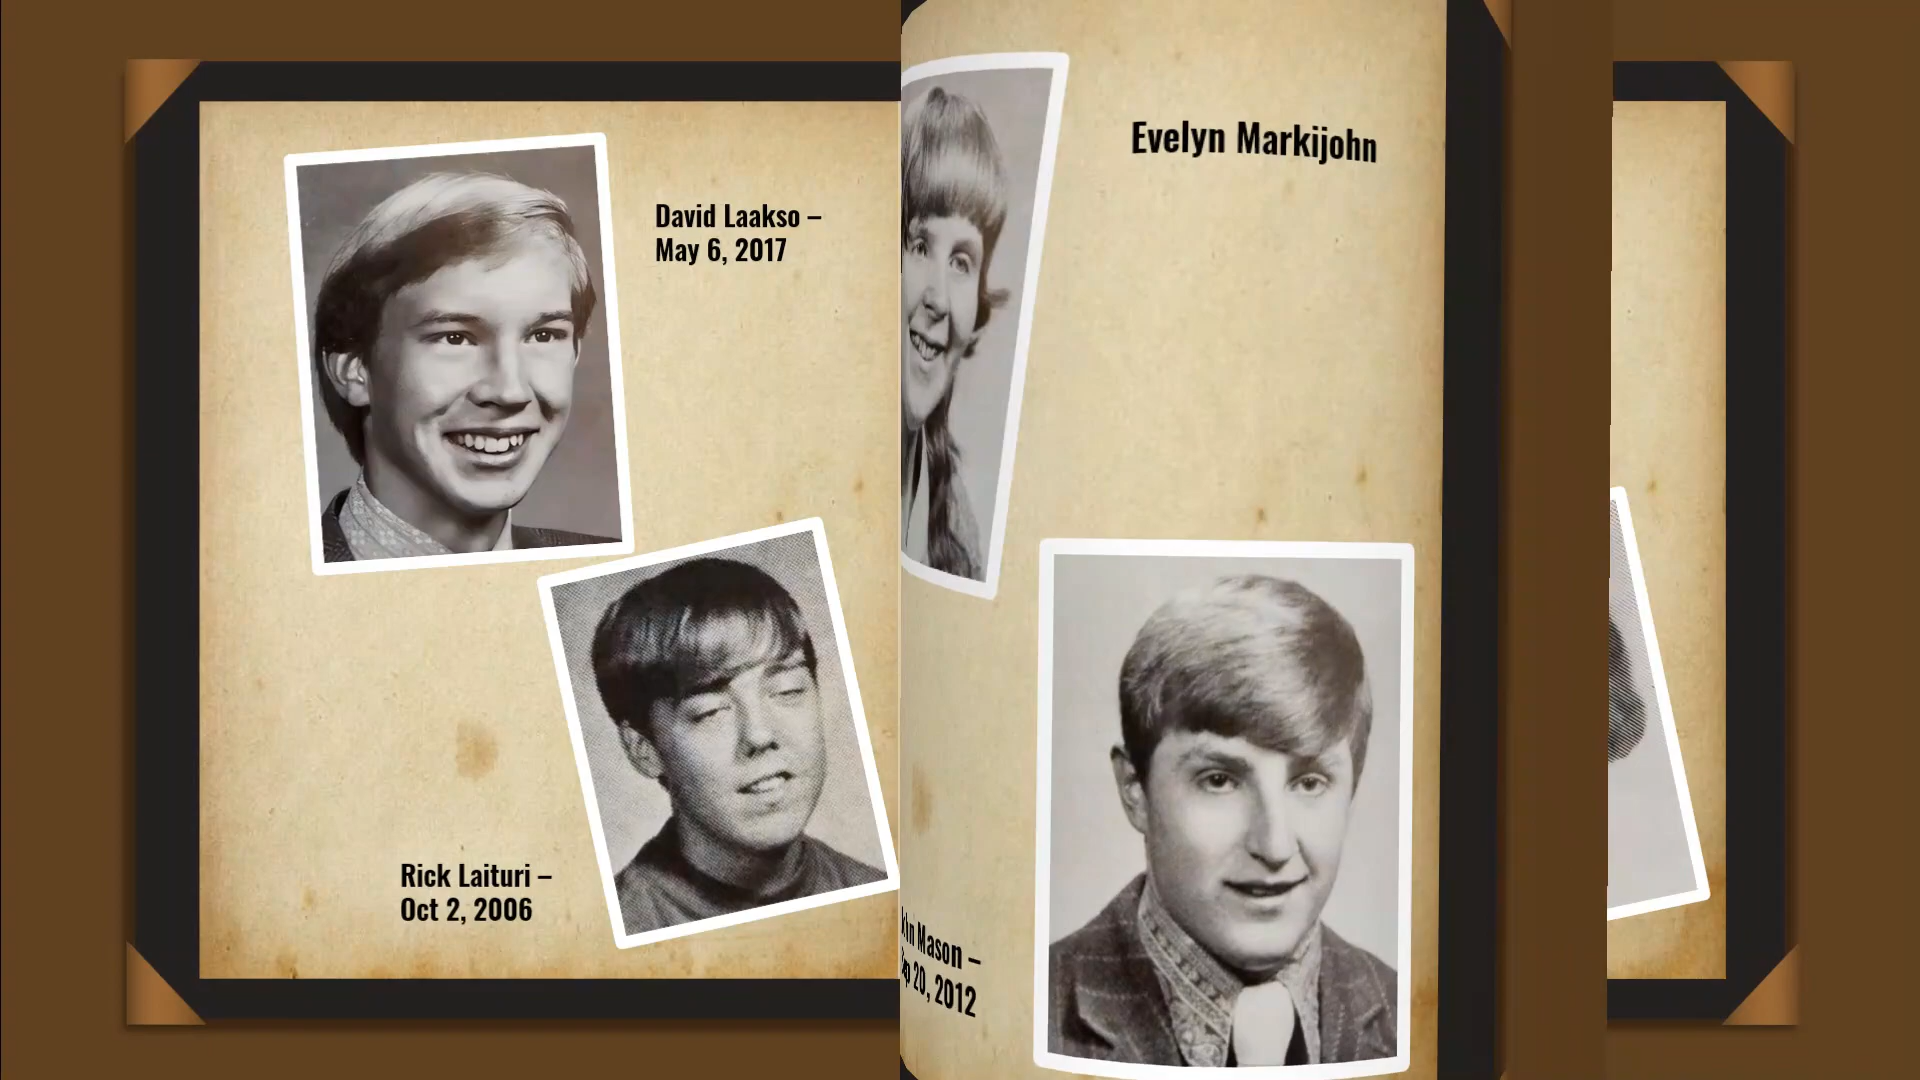 David Laakso –
May 6, 2017
Rick Laituri –
Oct 2, 2006
Evelyn Markijohn
Mason –
20, 2012